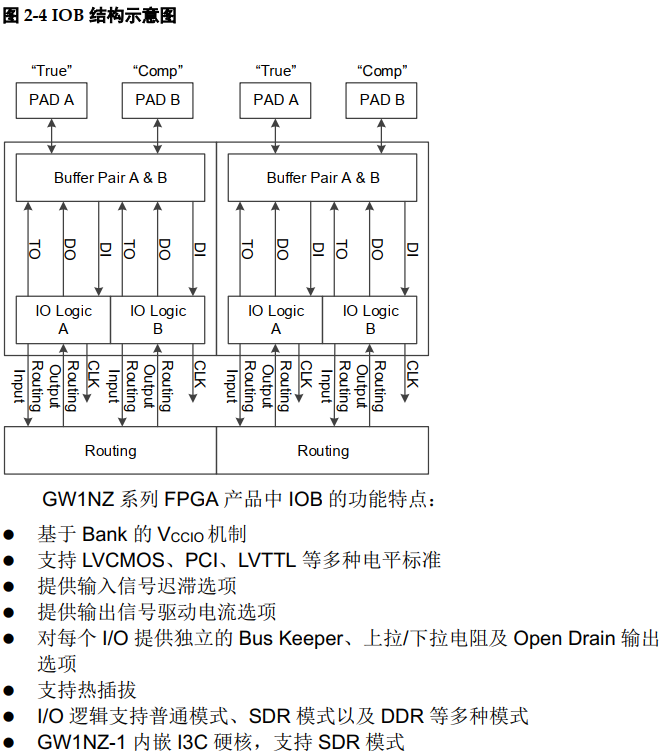 图 2-4 IOB 结构示意图
“True” “Comp” “True” “Comp”
PAD A PAD B PAD A PAD B
Buffer Pair A & B Buffer Pair A & B
TO DO DI TO DO DI TO DO DI TO DO DI
IO Logic A IO Logic B IO Logic A IO Logic B
Routing Input Routing Output CLK Routing Input Routing Output CLK Routing Input Routing Output CLK Routing Input Routing Output CLK
Routing Routing
GW1NZ 系列 FPGA 产品中 IOB 的功能特点：
● 基于 Bank 的 VCCIO 机制
● 支持 LVCMOS、PCI、LVTTL 等多种电平标准
● 提供输入信号迟滞选项
● 提供输出信号驱动电流选项
● 对每个 I/O 提供独立的 Bus Keeper、上拉/下拉电阻及 Open Drain 输出
选项
● 支持热插拔
● I/O 逻辑支持普通模式、SDR 模式以及 DDR 等多种模式
● GW1NZ-1 内嵌 I3C 硬核，支持 SDR 模式